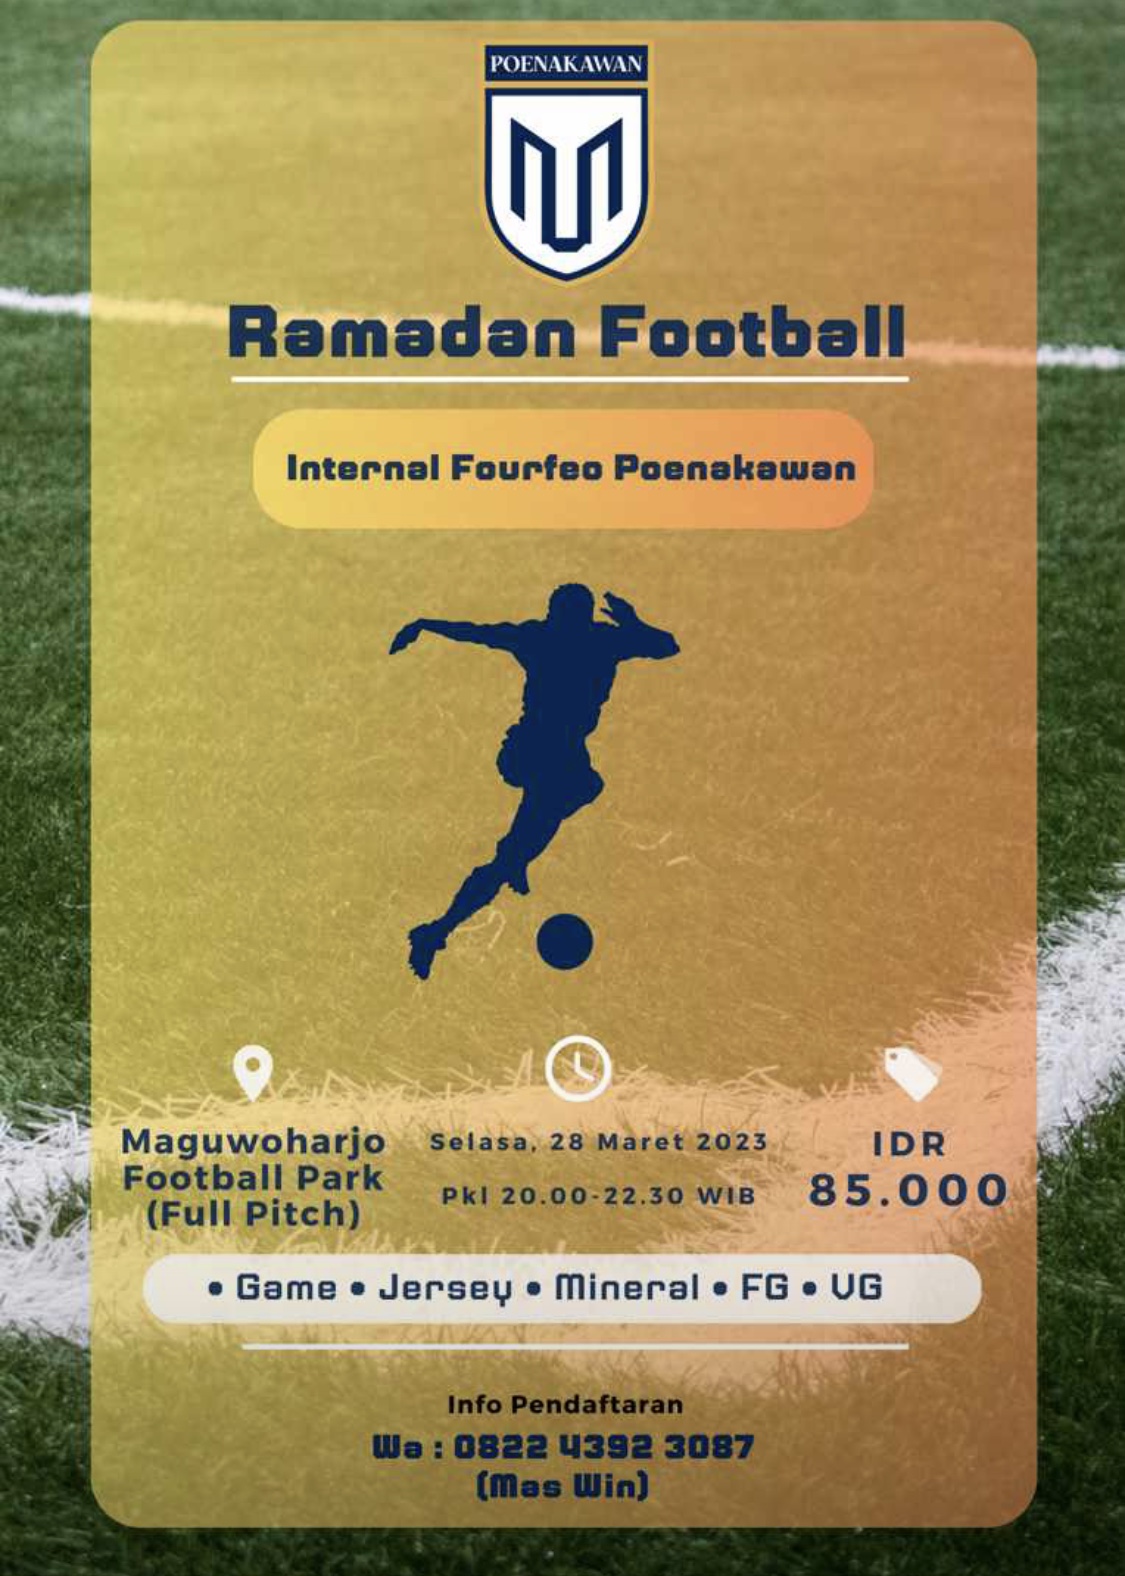 POENAKAWAN
Ramadan Football
Internal Fourfeo Poenakawan
Maguwoharjo
Football Park
(Full Pitch)
Selasa, 28 Maret 2023
Pkl 20.00-22.30 WIB
IDR
85.000
• Game • Jersey • Mineral • FG • VG
Info Pendaftaran
Wa : 0822 4392 3087
(Mas Win)